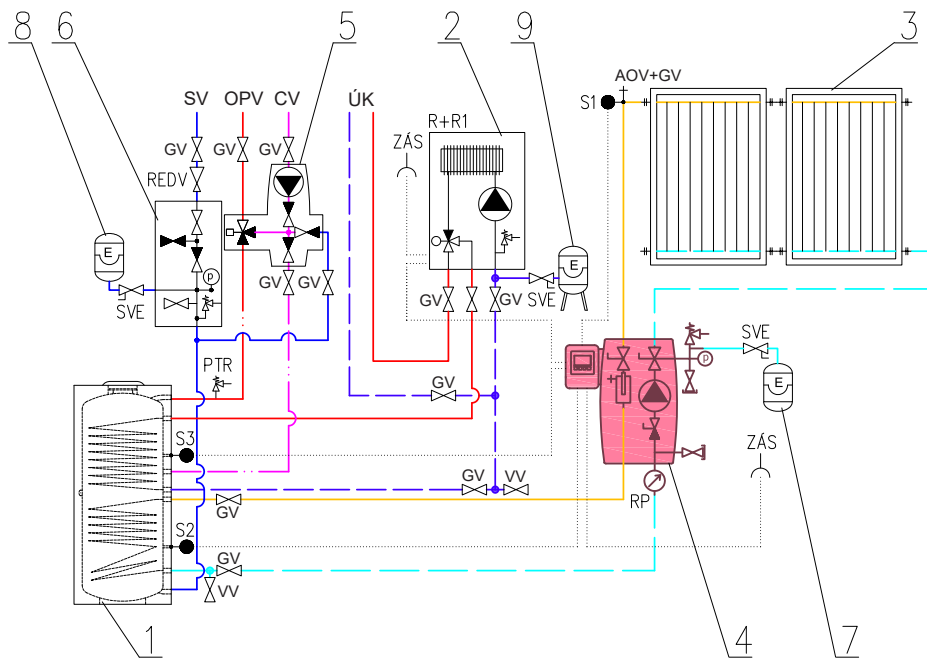 8 6 5 2 9 3
SV OPV CV ÚK
AOV+GV
S1
R+R1
ZÁS
GV GV GV
REDV
E
E
p
GV GV
GV GV
SVE
SVE
SVE
p
E
PTR
GV
ZÁS
S3
GV VV
RP
GV
S2
GV
VV
1 4 7